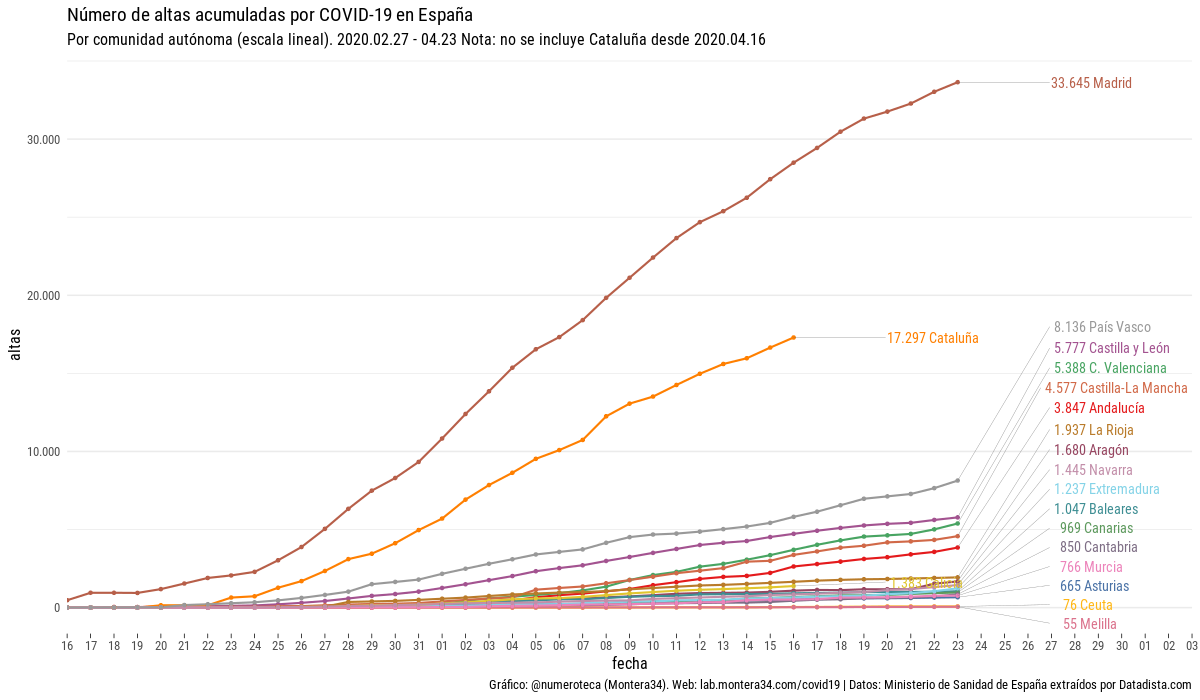 Número de altas acumuladas por COVID-19 en España
Por comunidad autónoma (escala lineal). 2020.02.27 - 04.23 Nota: no se incluye Cataluña desde 2020.04.16
33.645 Madrid
30.000
20.000
8.136 País Vasco
17.297 Cataluña
5.777 Castilla y León
altas
5.388 C. Valenciana
4.577 Castilla-La Mancha
3.847 Andalucía
1.937 La Rioja
10.000
1.680 Aragón
1.445 Navarra
1.237 Extremadura
1.047 Baleares
969 Canarias
850 Cantabria
766 Murcia
1.383
665 Asturias
0
76 Ceuta
55 Melilla
16 17 18 19 20 21 22 23 24 25 26 27 28 29 30 31 01 02 03 04 05 06 07 08 09 10 11 12 13 14 15 16 17 18 19 20 21 22 23 24 25 26 27 28 29 30 01 02 03
fecha
Gráfico: @numeroteca (Montera34). Web: lab.montera34.com/covid19 | Datos: Ministerio de Sanidad de España extraídos por Datadista.com